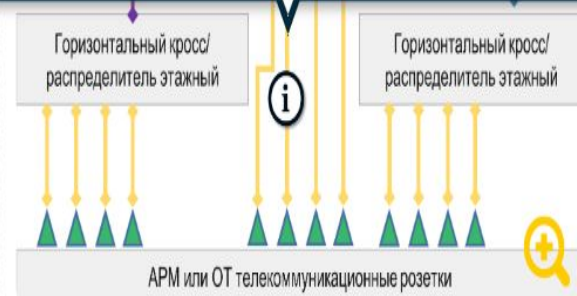 Горизонтальный кросс/
распределитель этажный
Горизонтальный кросс/
распределитель этажный
i
АРМ или ОТ телекоммуникационные розетки